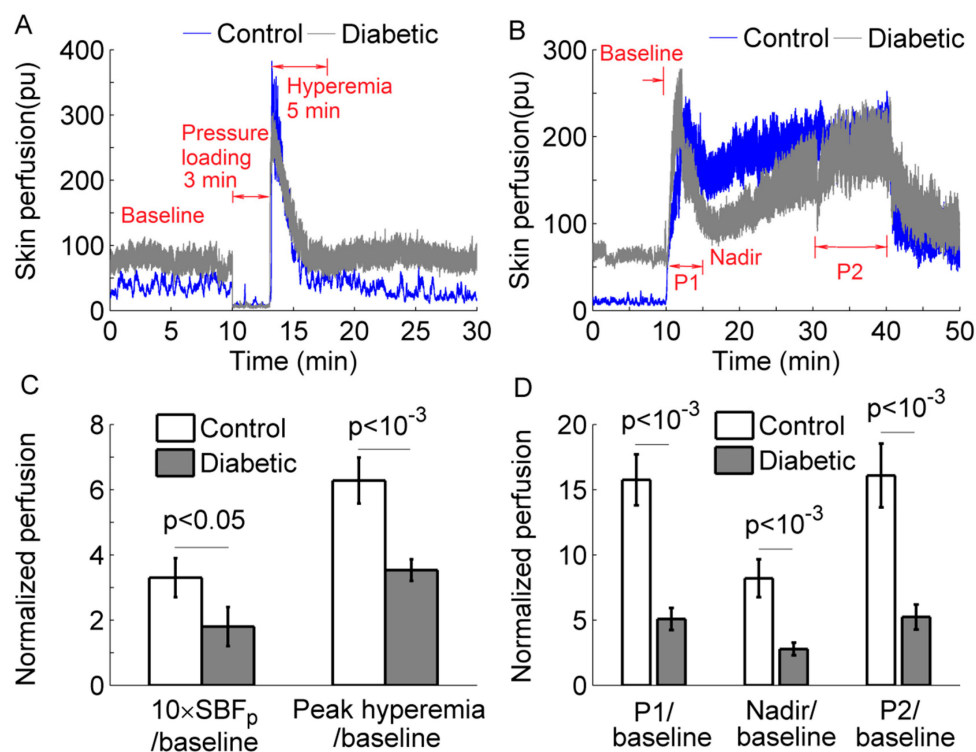 A
Control Diabetic
Skin perfusion(pu)
400
300
200
100
0
Hyperemia
5 min
Pressure
loading
3 min
Baseline
0 5 10 15 20 25 30
Time (min)
B
Control Diabetic
Skin perfusion(pu)
300
200
100
0
Baseline
Nadir
P1
P2
0 10 20 30 40 50
Time (min)
C
Normalized perfusion
8
6
4
2
0
Control
Diabetic
p<10-3
p<0.05
10×SBFp
/baseline
Peak hyperemia
/baseline
D
Normalized perfusion
20
15
10
5
0
p<10-3
Control
Diabetic
p<10-3
p<10-3
P1/
baseline
Nadir/
baseline
P2/
baseline